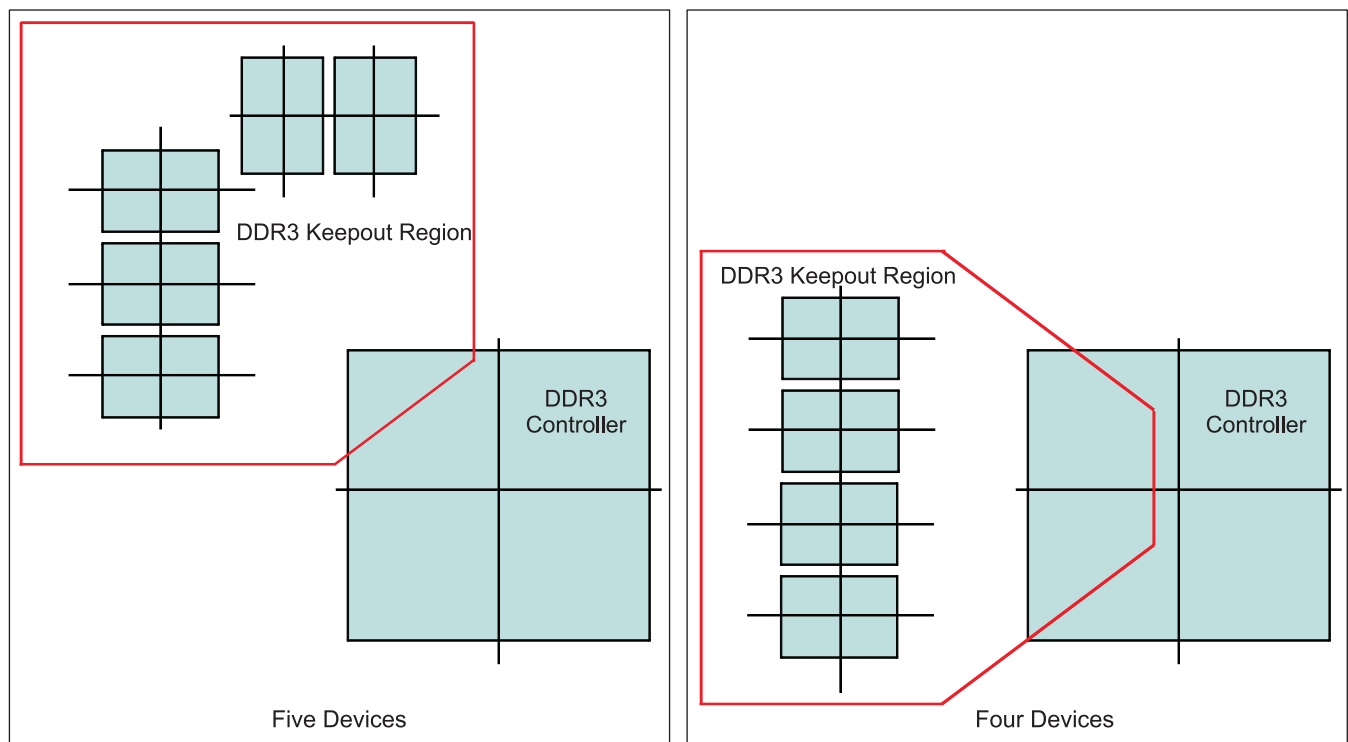 DDR3 Keepout Region
DDR3
Controller
Five Devices
DDR3 Keepout Region
DDR3
Controller
Four Devices